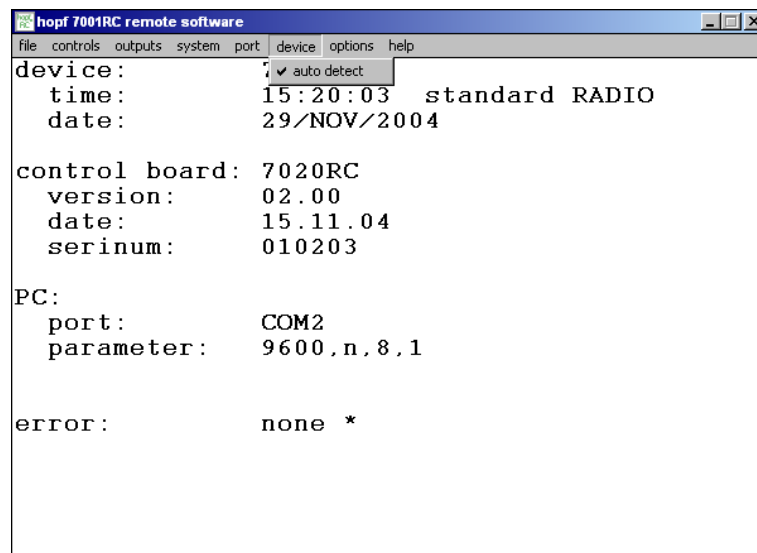 hopf 7001RC remote software
file controls outputs system port device options help
device:
auto detect
time: 15:20:03 standard RADIO
date: 29/NOV/2004
control board: 7020RC
version: 02.00
date: 15.11.04
serinum: 010203
PC:
port: COM2
parameter: 9600,n,8,1
error: none *